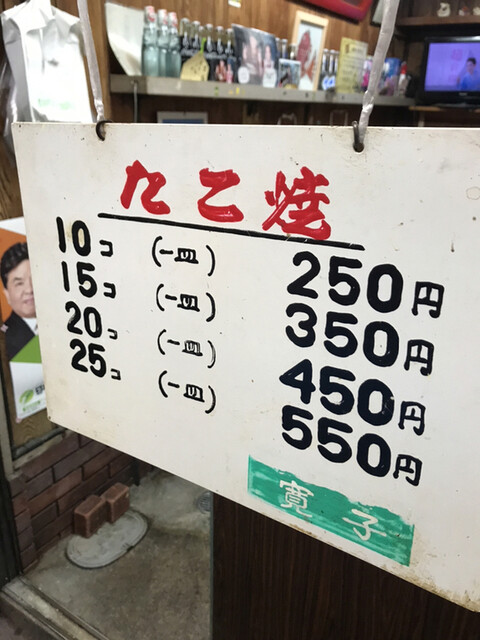 たこ焼
10コ (一皿) 250円
15コ (一皿) 350円
20コ (一皿) 450円
25コ (一皿) 550円
寛子